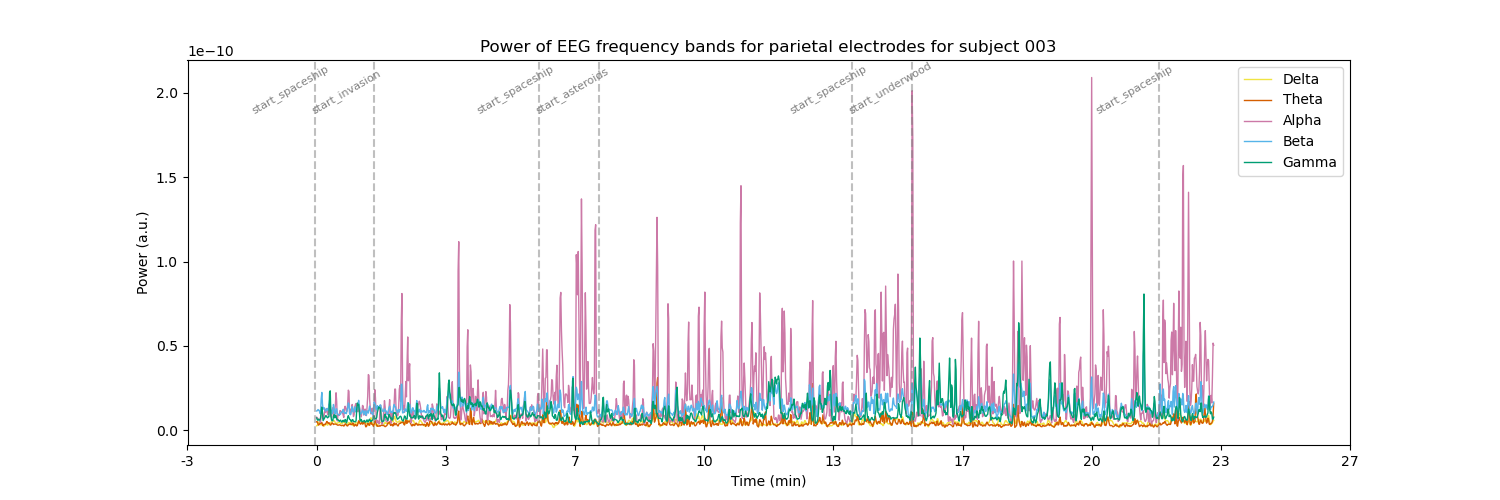 Power of EEG frequency bands for parietal electrodes for subject 003
1e−10
start_spaceship
start_invasion
start_spaceship
start_asteroids
start_spaceship
start_underwood
start_spaceship
Delta
Theta
Alpha
Beta
Gamma
2.0
1.5
1.0
0.5
0.0
Power (a.u.)
-3 0 3 7 10 13 17 20 23 27
Time (min)